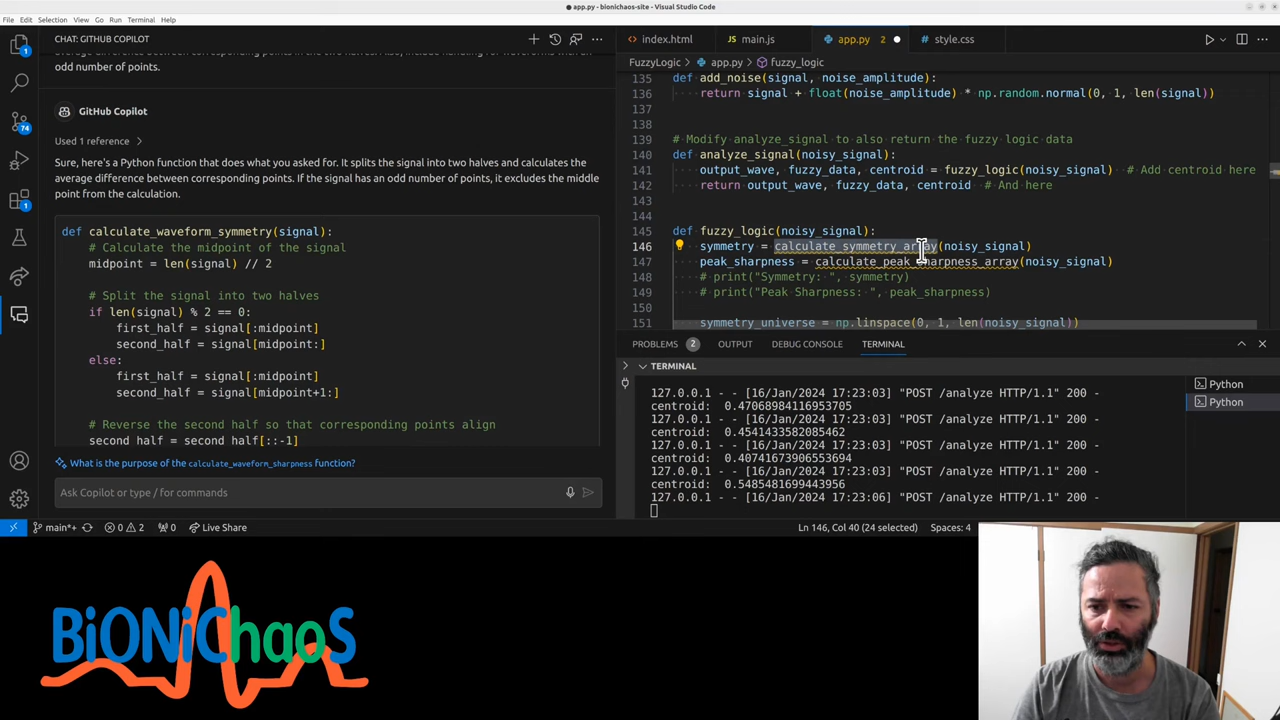 app.py - bionichaos-site - Visual Studio Code
File Edit Selection View Go Run Terminal Help
CHAT: GITHUB COPILOT
odd number of points.
GitHub Copilot
Used 1 reference
Sure, here's a Python function that does what you asked for. It splits the signal into two halves and calculates the
average difference between corresponding points. If the signal has an odd number of points, it excludes the middle
point from the calculation.
def calculate_waveform_symmetry(signal):
# Calculate the midpoint of the signal
midpoint = len(signal) // 2
# Split the signal into two halves
if len(signal) % 2 == 0:
first_half = signal[:midpoint]
second_half = signal[midpoint:]
else:
first_half = signal[:midpoint]
second_half = signal[midpoint+1:]
# Reverse the second half so that corresponding points align
second_half = second_half[::-1]
What is the purpose of the calculate_waveform_sharpness function?
Ask Copilot or type / for commands
index.html
main.js
app.py 2
style.css
FuzzyLogic > app.py > fuzzy_logic
135 def add_noise(signal, noise_amplitude):
136 return signal + float(noise_amplitude) * np.random.normal(0, 1, len(signal))
137
138
139 # Modify analyze_signal to also return the fuzzy logic data
140 def analyze_signal(noisy_signal):
141 output_wave, fuzzy_data, centroid = fuzzy_logic(noisy_signal) # Add centroid here
142 return output_wave, fuzzy_data, centroid # And here
143
144
145 def fuzzy_logic(noisy_signal):
146 symmetry = calculate_symmetry_array(noisy_signal)
147 peak_sharpness = calculate_peak_sharpness_array(noisy_signal)
148 # print("Symmetry: ", symmetry)
149 # print("Peak Sharpness: ", peak_sharpness)
150
151 symmetry_universe = np.linspace(0, 1, len(noisy_signal))
PROBLEMS 2 OUTPUT DEBUG CONSOLE TERMINAL
TERMINAL
127.0.0.1 - - [16/Jan/2024 17:23:03] "POST /analyze HTTP/1.1" 200 -
centroid: 0.47068984116953705
127.0.0.1 - - [16/Jan/2024 17:23:03] "POST /analyze HTTP/1.1" 200 -
centroid: 0.4541433582085462
127.0.0.1 - - [16/Jan/2024 17:23:03] "POST /analyze HTTP/1.1" 200 -
centroid: 0.40741673906553694
127.0.0.1 - - [16/Jan/2024 17:23:03] "POST /analyze HTTP/1.1" 200 -
centroid: 0.5485481699443956
127.0.0.1 - - [16/Jan/2024 17:23:06] "POST /analyze HTTP/1.1" 200 -
Python
Python
1
74
1
main*+ 0 2 0 Live Share
Ln 146, Col 40 (24 selected) Spaces: 4
BiONiChaoS